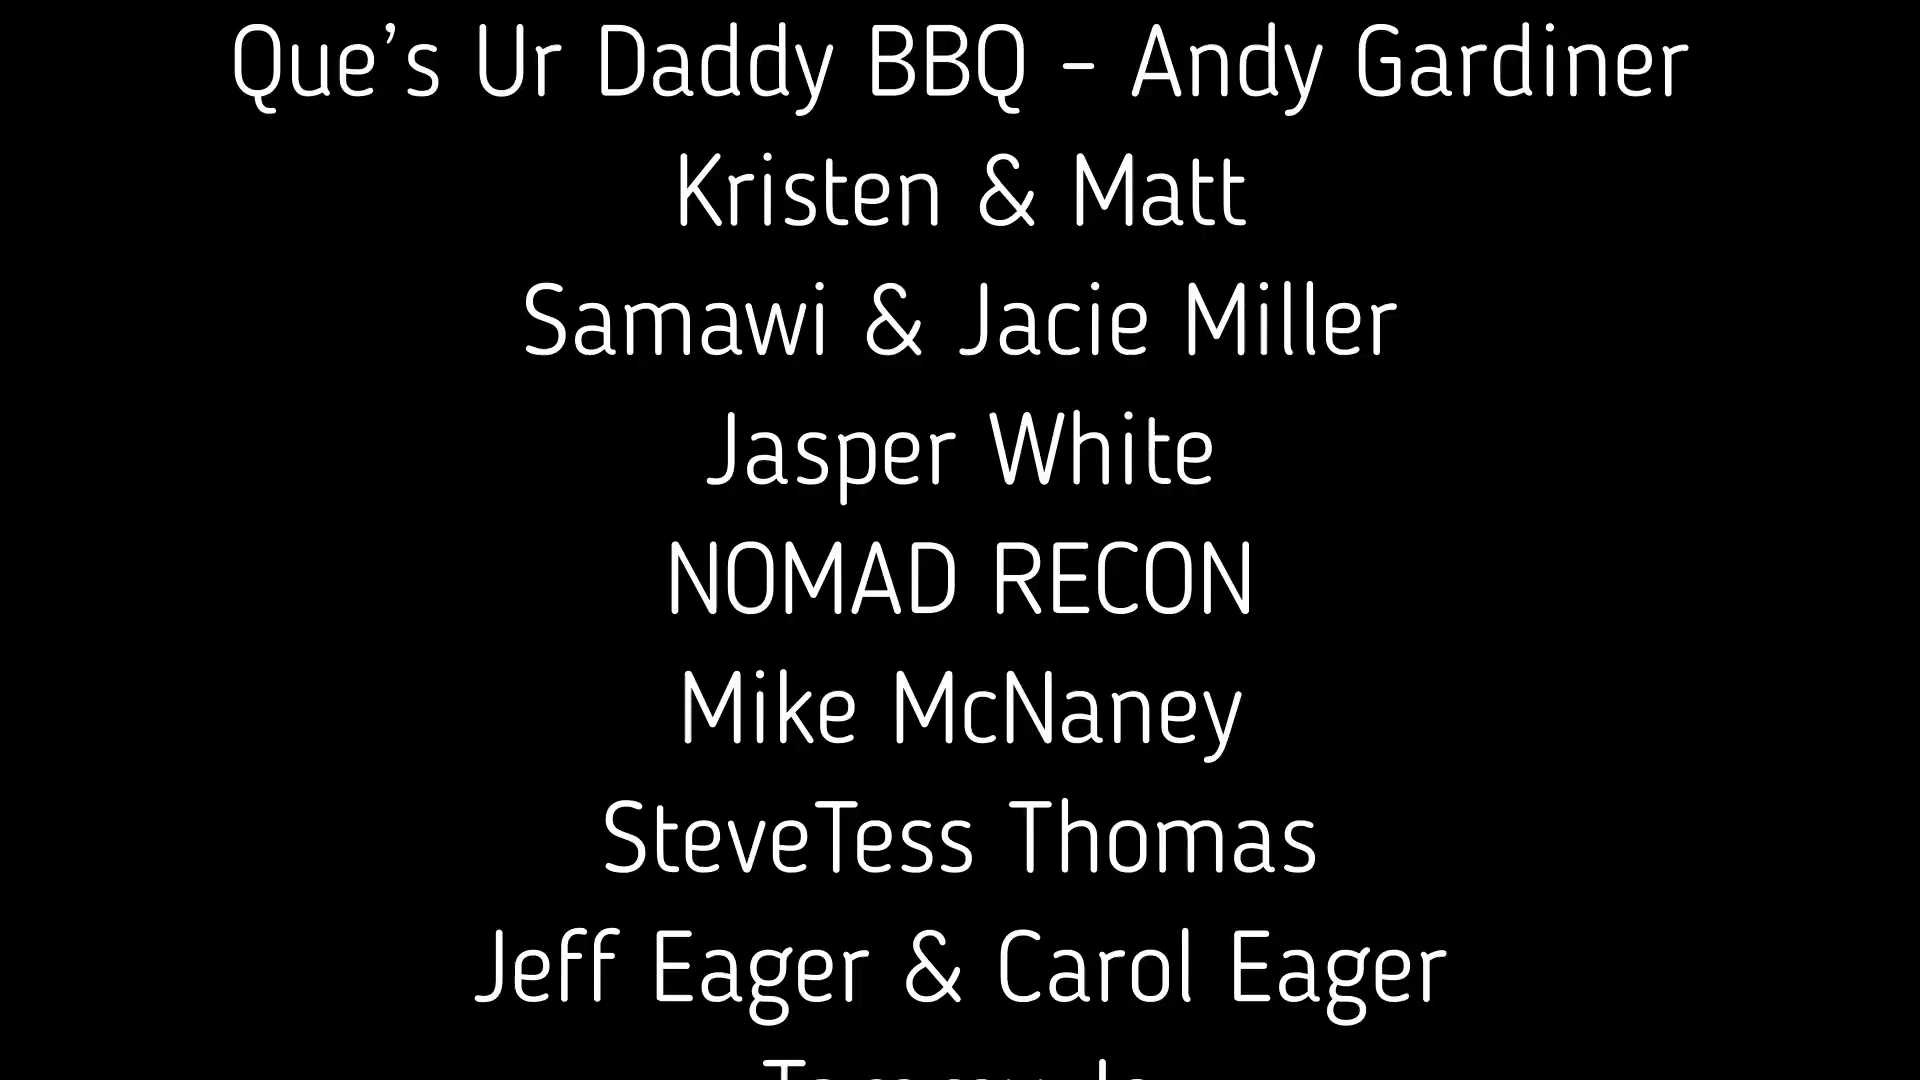 Que’s Ur Daddy BBQ - Andy Gardiner
Kristen & Matt
Samawi & Jacie Miller
Jasper White
NOMAD RECON
Mike McNaney
SteveTess Thomas
Jeff Eager & Carol Eager